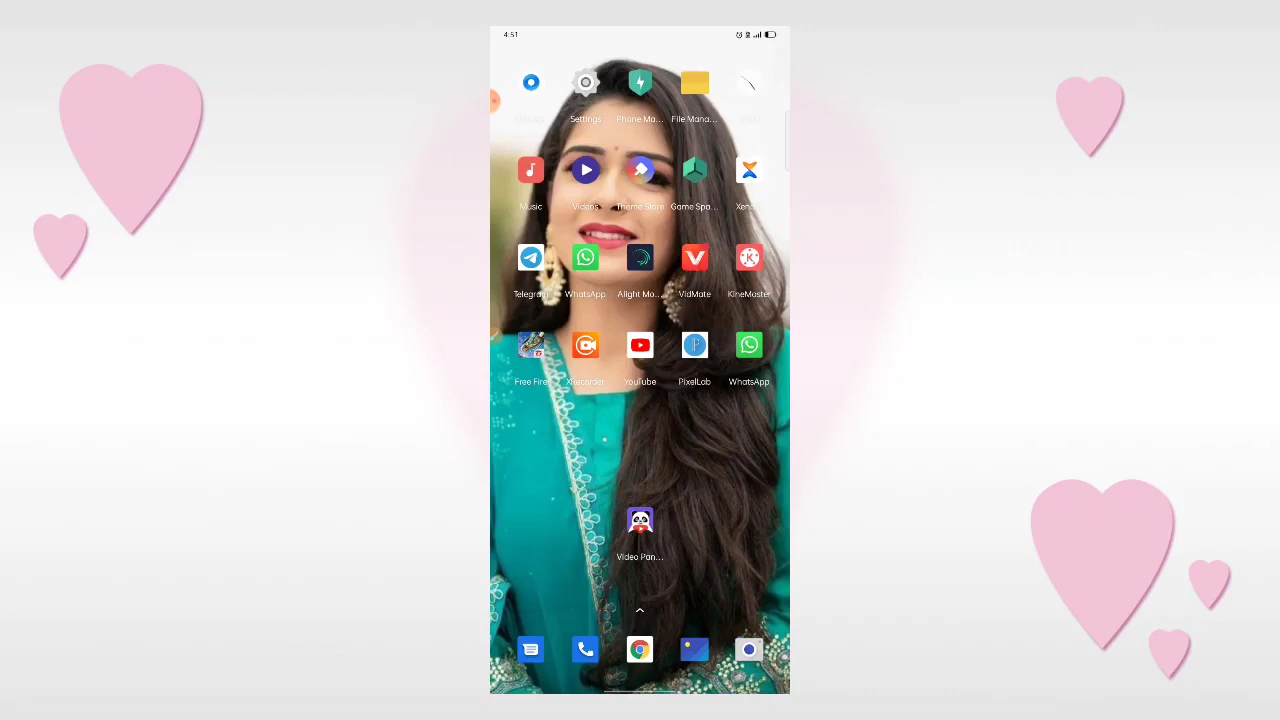 4:51
Settings
Phone Ma...
File Mana...
Music
Videos
Theme Store
Game Spa...
Telegram
WhatsApp
Alight Mo...
VidMate
KineMaster
Free Fire
XRecorder
YouTube
PixelLab
WhatsApp
Video Pan...